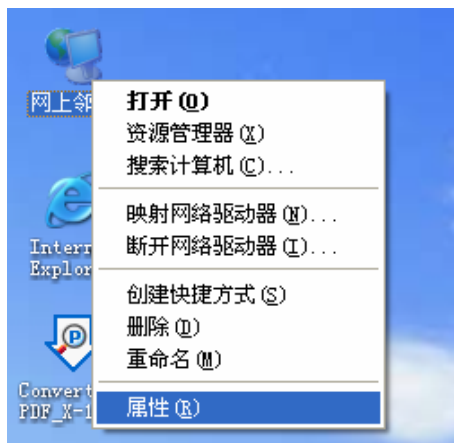 网上邻
打开(O)
资源管理器(X)
搜索计算机(C)...
映射网络驱动器(N)...
断开网络驱动器(I)...
Intern
Explor
创建快捷方式(S)
删除(D)
重命名(M)
Convert
PDF_X-1
属性(R)